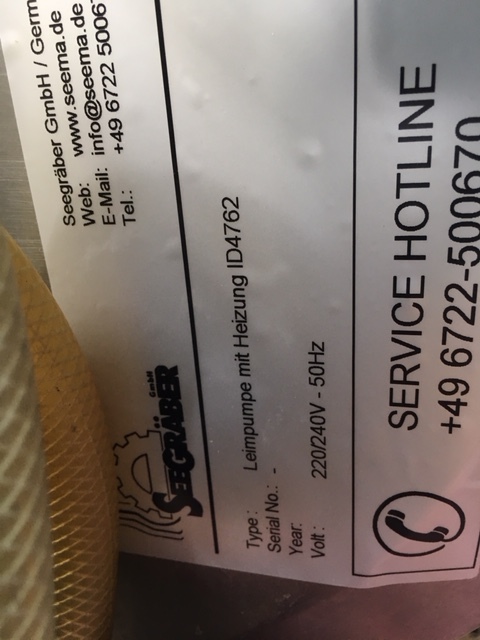 SEEGRÄBER GmbH
Seegräber GmbH / Germ
Web: www.seema.de
E-Mail: info@seema.de
Tel.: +49 6722 5006
Type: Leimpumpe mit Heizung ID4762
Serial No.: -
Year:
Volt: 220/240V - 50Hz
SERVICE HOTLINE
+49 6722-500670